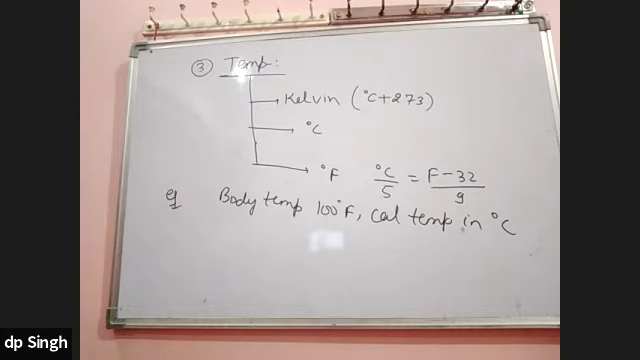 ③ Temp:
Kelvin (°C+273)
°C
°F °C/5 = F-32/9
eg Body temp 100°F, cal temp in °C
dp Singh